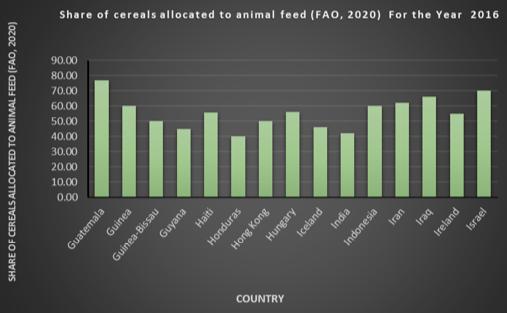 Share of cereals allocated to animal feed (FAO, 2020) For the Year 2016
SHARE OF CEREALS ALLOCATED TO ANIMAL FEED (FAO, 2020)
90.00
80.00
70.00
60.00
50.00
40.00
30.00
20.00
10.00
0.00
Guatemala
Guinea
Guinea-Bissau
Guyana
Haiti
Honduras
Hong Kong
Hungary
Iceland
India
Indonesia
Iran
Iraq
Ireland
Israel
COUNTRY